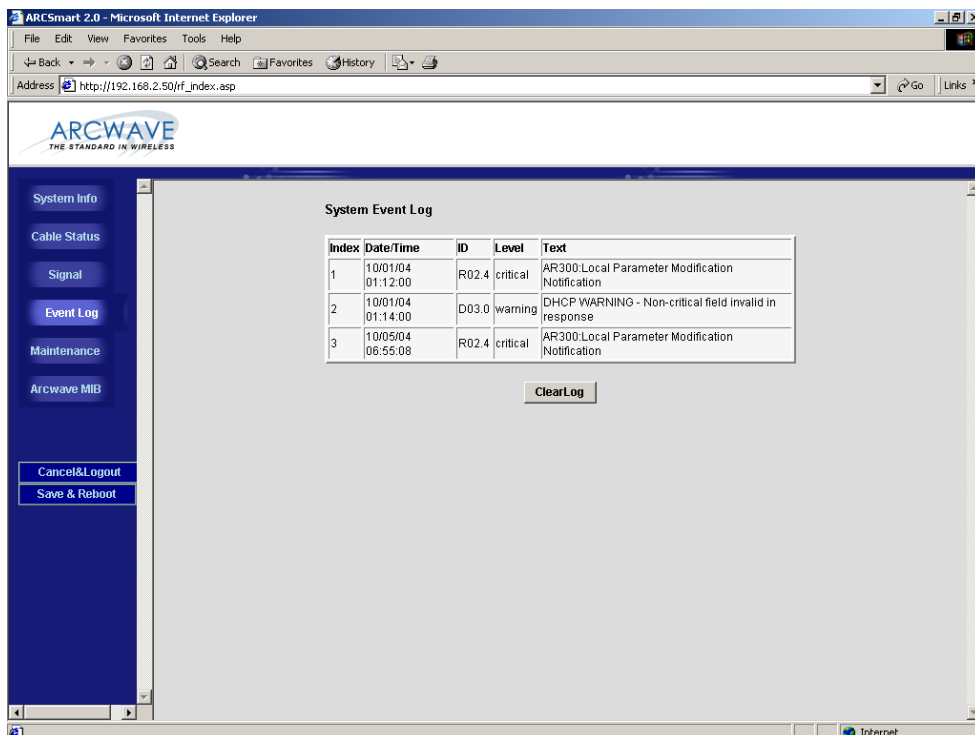 ARCSmart 2.0 - Microsoft Internet Explorer
File Edit View Favorites Tools Help
Back Search Favorites History
Address http://192.168.2.50/rf_index.asp Go Links
ARCWAVE
THE STANDARD IN WIRELESS
System Info
Cable Status
Signal
Event Log
Maintenance
Arcwave MIB
Cancel&Logout
Save & Reboot
System Event Log
Index Date/Time ID Level Text
1 10/01/04 01:12:00 R02.4 critical AR300:Local Parameter Modification Notification
2 10/01/04 01:14:00 D03.0 warning DHCP WARNING - Non-critical field invalid in response
3 10/05/04 06:55:08 R02.4 critical AR300:Local Parameter Modification Notification
ClearLog
Internet